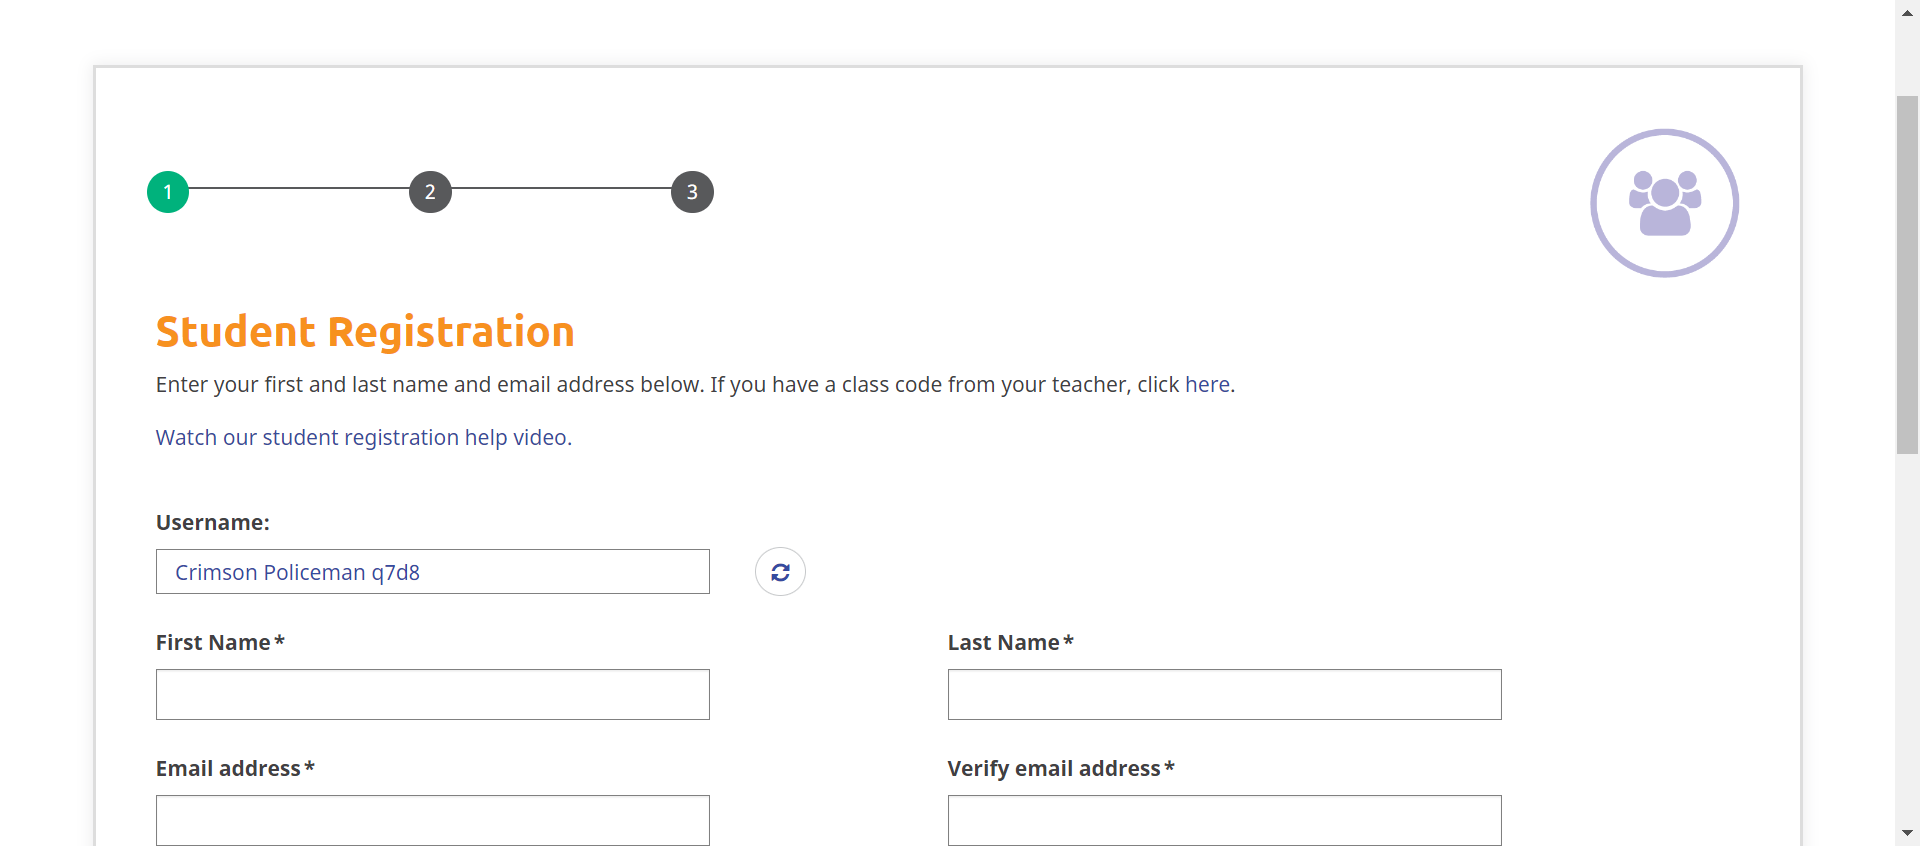 1 2 3
Student Registration
Enter your first and last name and email address below. If you have a class code from your teacher, click here.
Watch our student registration help video.
Username:
Crimson Policeman q7d8
First Name* Last Name*
Email address* Verify email address*